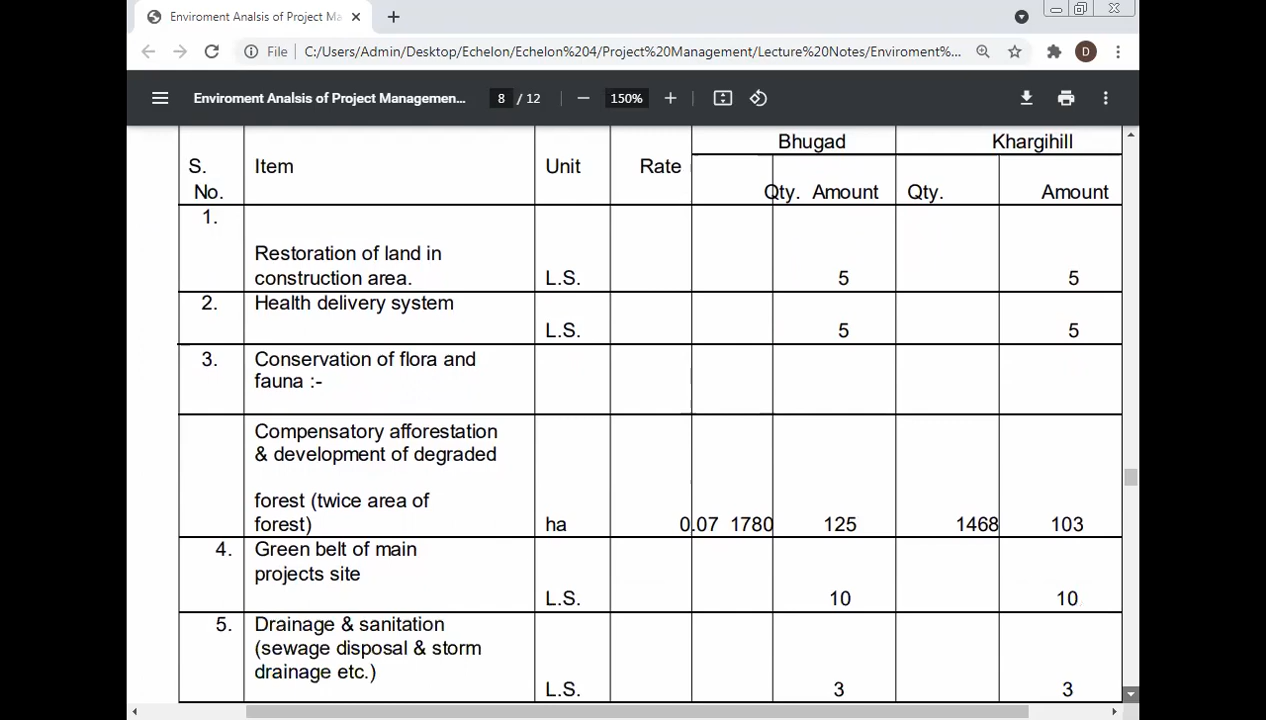 Enviroment Analsis of Project Ma
File C:/Users/Admin/Desktop/Echelon/Echelon%204/Project%20Management/Lecture%20Notes/Enviroment%... D
Enviroment Analsis of Project Managemen... 8 / 12 150%
Bhugad Khargihill
S. Item Unit Rate
No. Qty. Amount Qty. Amount
1.
Restoration of land in
construction area. L.S. 5 5
2. Health delivery system
L.S. 5 5
3. Conservation of flora and
fauna :-
Compensatory afforestation
& development of degraded
forest (twice area of
forest) ha 0.07 1780 125 1468 103
4. Green belt of main
projects site
L.S. 10 10
5. Drainage & sanitation
(sewage disposal & storm
drainage etc.)
L.S. 3 3